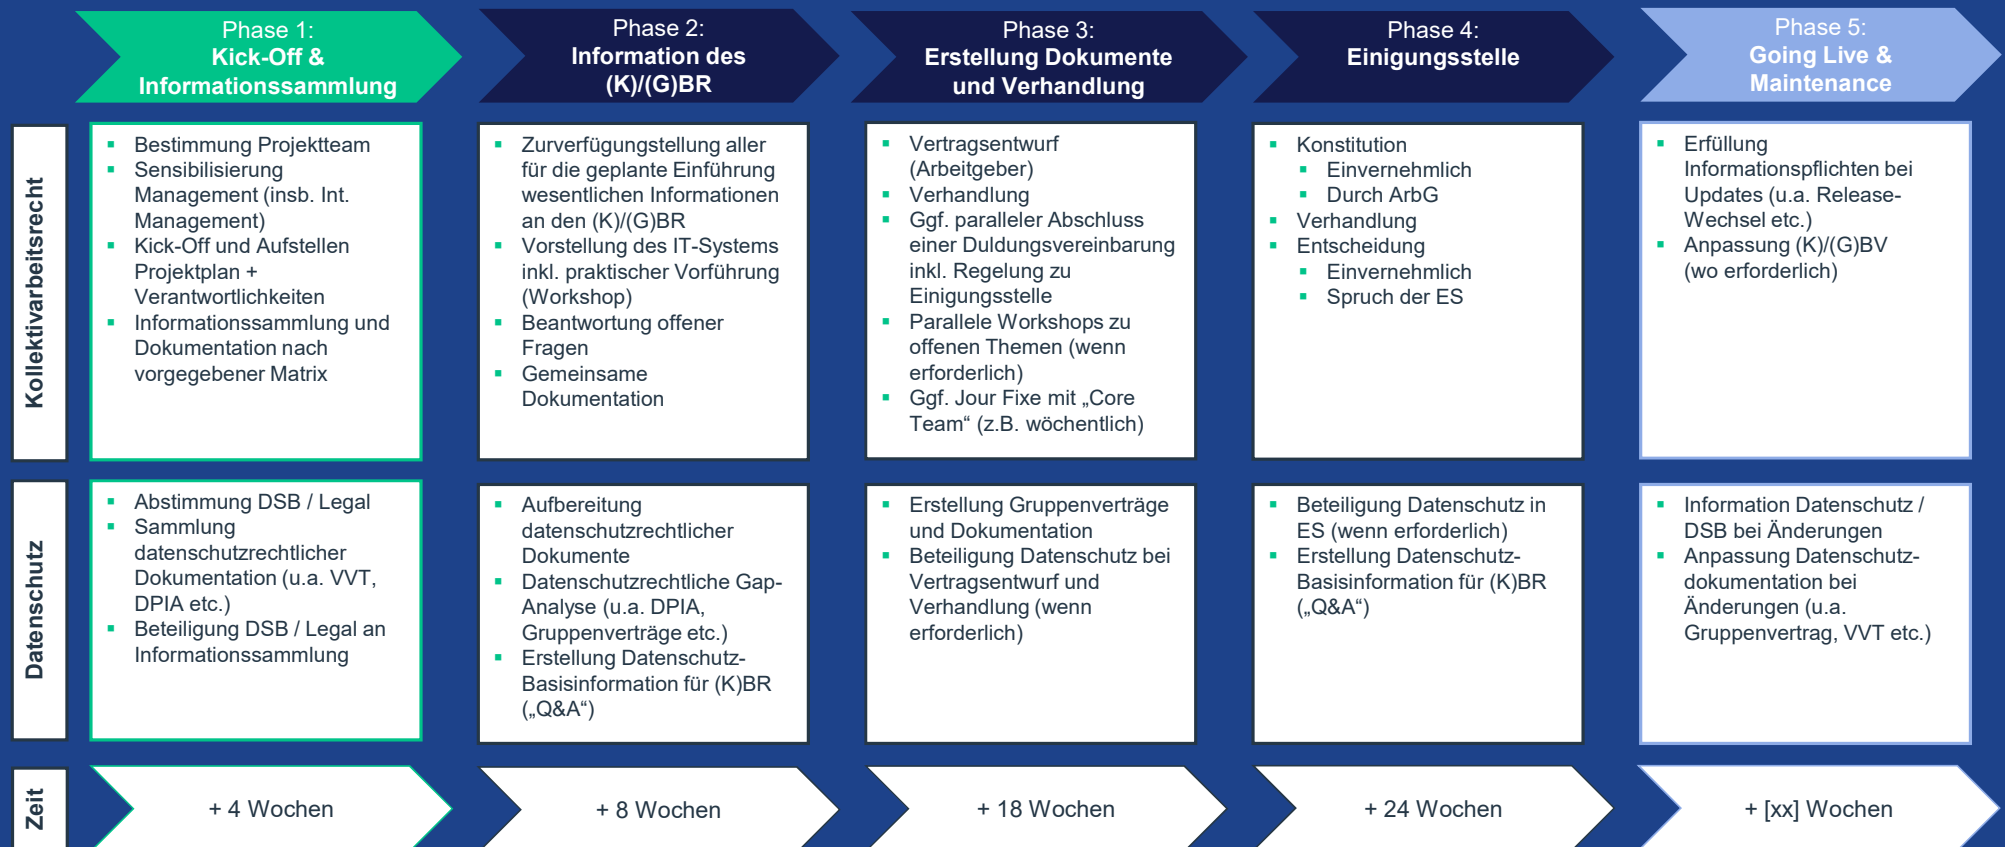 Phase 1:
Kick-Off &
Informationssammlung
Phase 2:
Information des
(K)/(G)BR
Phase 3:
Erstellung Dokumente
und Verhandlung
Phase 4:
Einigungsstelle
Phase 5:
Going Live &
Maintenance
Kollektivarbeitsrecht
▪ Bestimmung Projektteam
▪ Sensibilisierung
Management (insb. Int.
Management)
▪ Kick-Off und Aufstellen
Projektplan +
Verantwortlichkeiten
▪ Informationssammlung und
Dokumentation nach
vorgegebener Matrix
▪ Zurverfügungstellung aller
für die geplante Einführung
wesentlichen Informationen
an den (K)/(G)BR
▪ Vorstellung des IT-Systems
inkl. praktischer Vorführung
(Workshop)
▪ Beantwortung offener
Fragen
▪ Gemeinsame
Dokumentation
▪ Vertragsentwurf
(Arbeitgeber)
▪ Verhandlung
▪ Ggf. paralleler Abschluss
einer Duldungsvereinbarung
inkl. Regelung zu
Einigungsstelle
▪ Parallele Workshops zu
offenen Themen (wenn
erforderlich)
▪ Ggf. Jour Fixe mit „Core
Team“ (z.B. wöchentlich)
▪ Konstitution
▪ Einvernehmlich
▪ Durch ArbG
▪ Verhandlung
▪ Entscheidung
▪ Einvernehmlich
▪ Spruch der ES
▪ Erfüllung
Informationspflichten bei
Updates (u.a. Release-
Wechsel etc.)
▪ Anpassung (K)/(G)BV
(wo erforderlich)
Datenschutz
▪ Abstimmung DSB / Legal
▪ Sammlung
datenschutzrechtlicher
Dokumentation (u.a. VVT,
DPIA etc.)
▪ Beteiligung DSB / Legal an
Informationssammlung
▪ Aufbereitung
datenschutzrechtlicher
Dokumente
▪ Datenschutzrechtliche Gap-
Analyse (u.a. DPIA,
Gruppenverträge etc.)
▪ Erstellung Datenschutz-
Basisinformation für (K)BR
(„Q&A“)
▪ Erstellung Gruppenverträge
und Dokumentation
▪ Beteiligung Datenschutz bei
Vertragsentwurf und
Verhandlung (wenn
erforderlich)
▪ Beteiligung Datenschutz in
ES (wenn erforderlich)
▪ Erstellung Datenschutz-
Basisinformation für (K)BR
(„Q&A“)
▪ Information Datenschutz /
DSB bei Änderungen
▪ Anpassung Datenschutz-
dokumentation bei
Änderungen (u.a.
Gruppenvertrag, VVT etc.)
Zeit
+ 4 Wochen
+ 8 Wochen
+ 18 Wochen
+ 24 Wochen
+ [xx] Wochen